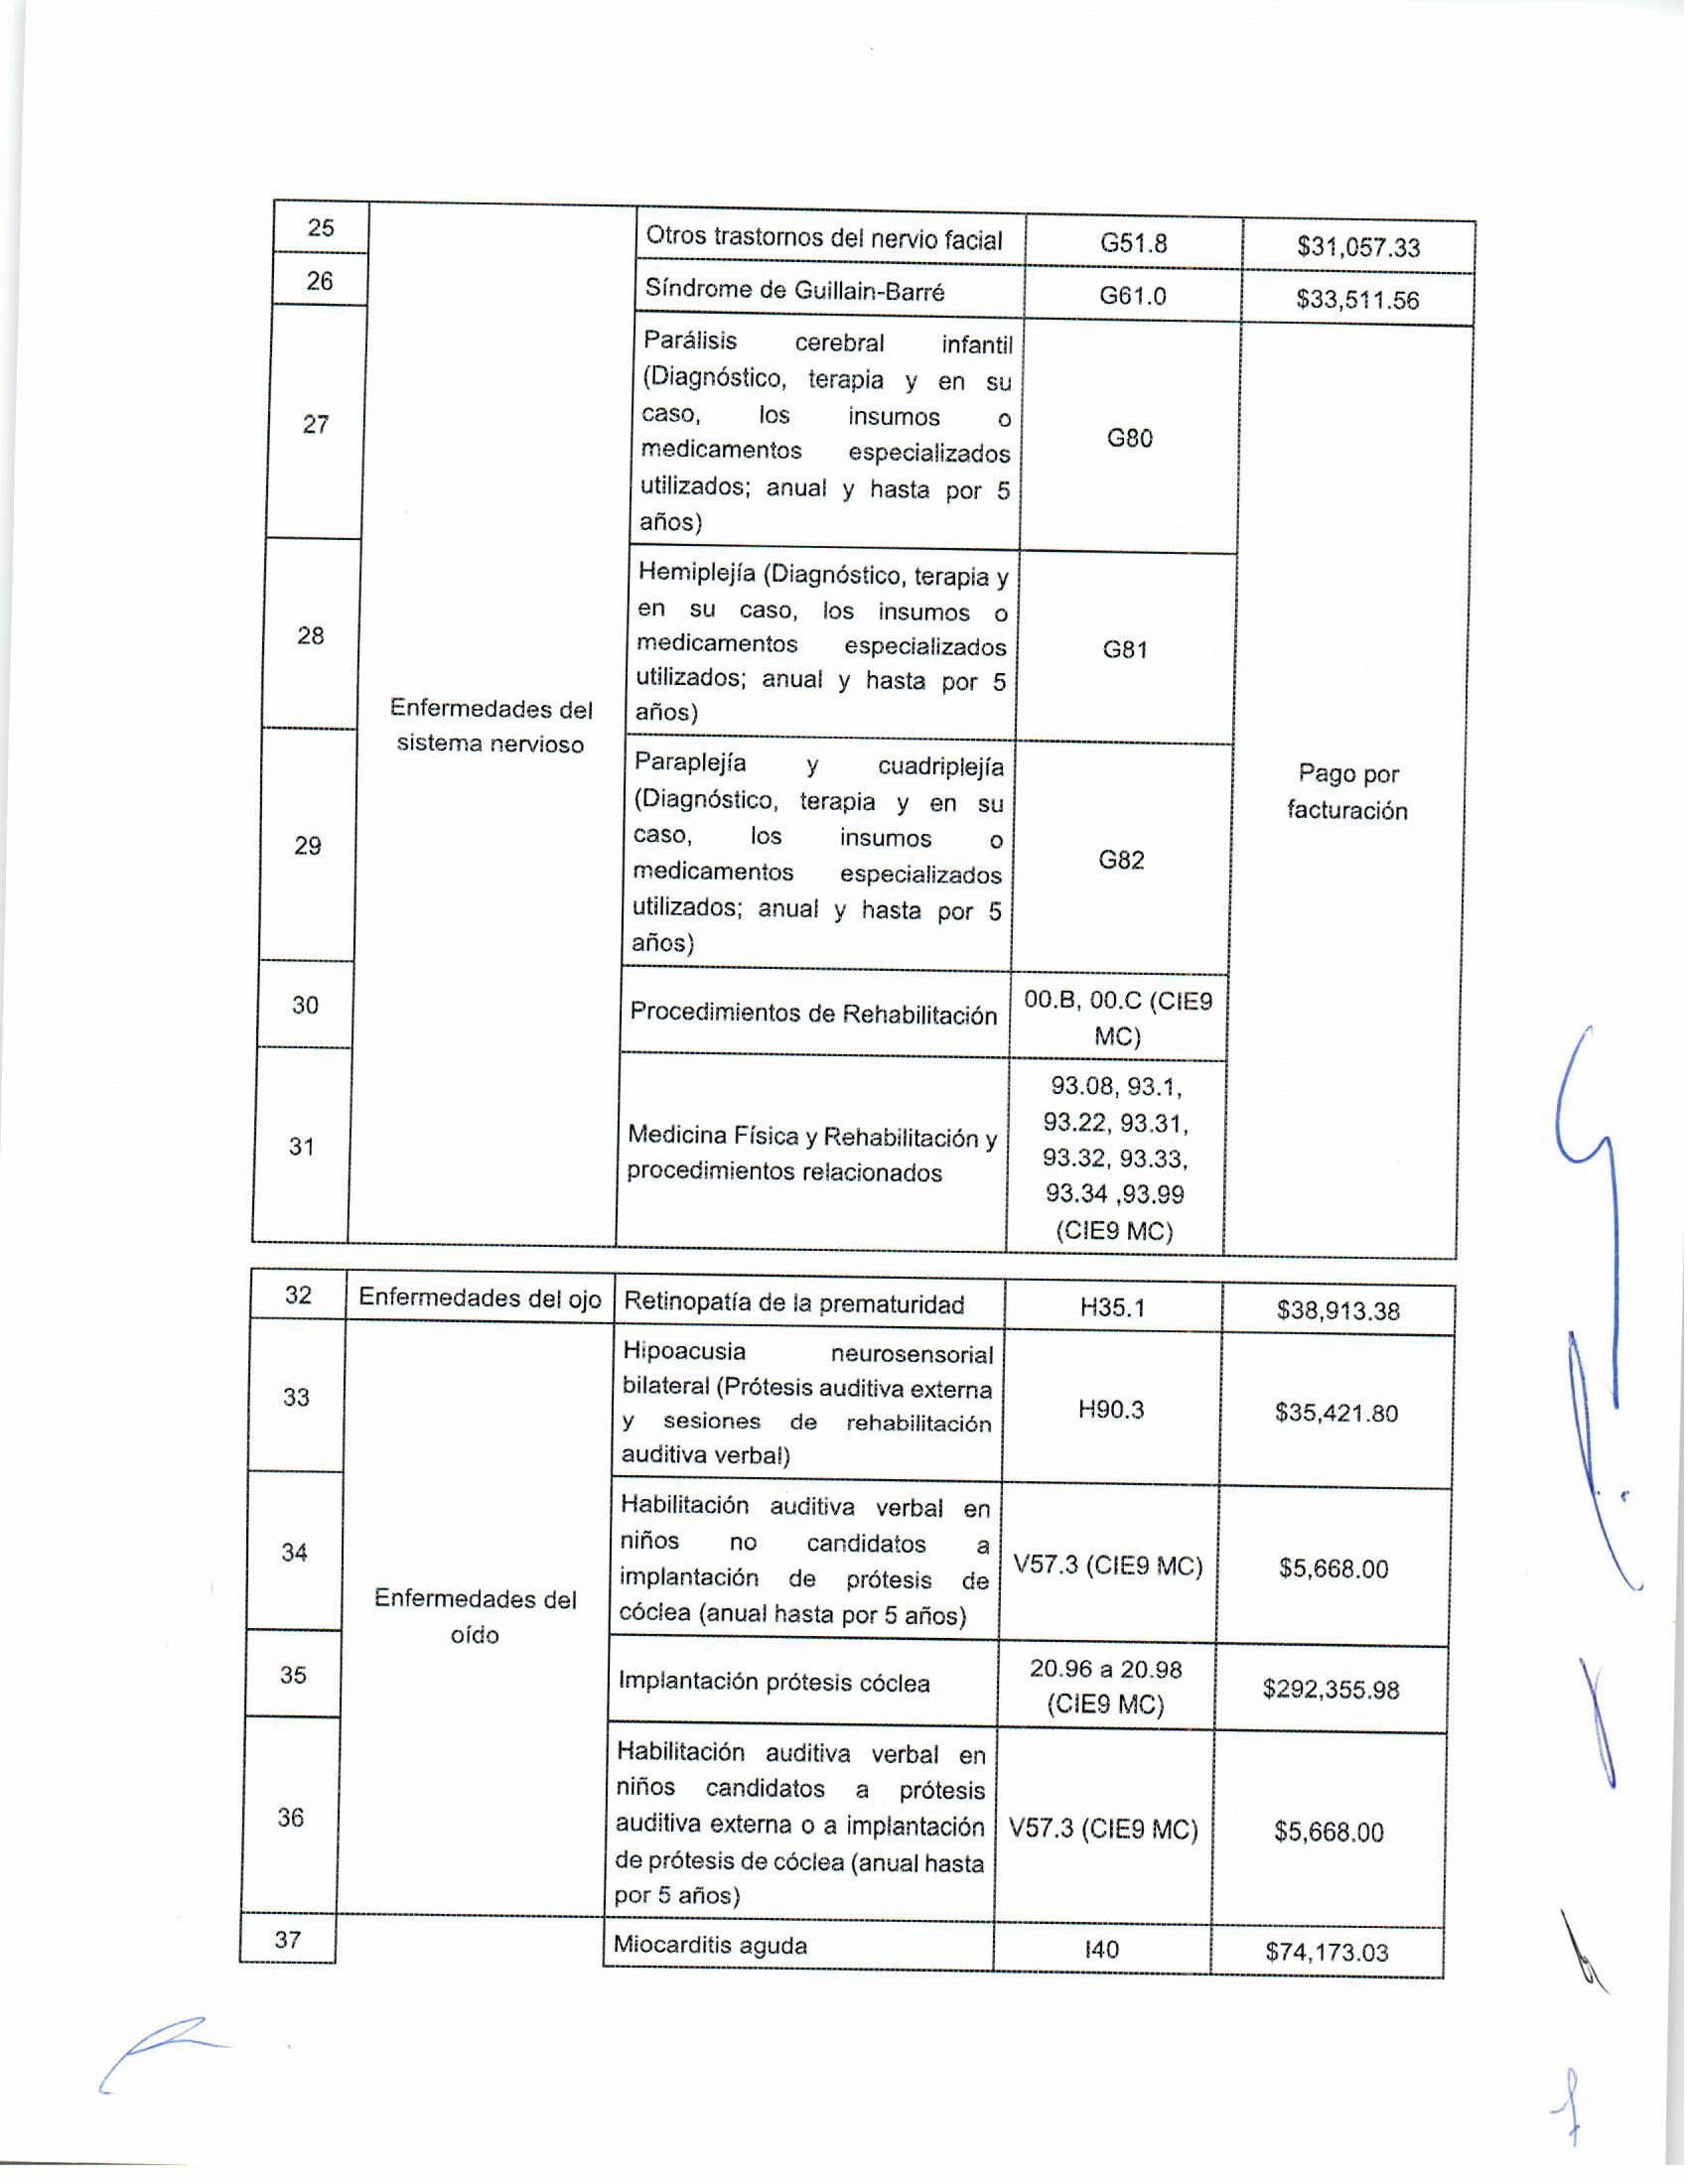 25
Otros trastornos del nervio facial
G51.8
$31,057.33
26
Síndrome de Guillain-Barré
G61.0
$33,511.56
Enfermedades del
sistema nervioso
27
Parálisis cerebral infantil
(Diagnóstico, terapia y en su
caso, los insumos o
medicamentos especializados
utilizados; anual y hasta por 5
años)
G80
Pago por
facturación
28
Hemiplejía (Diagnóstico, terapia y
en su caso, los insumos o
medicamentos especializados
utilizados; anual y hasta por 5
años)
G81
29
Paraplejía y cuadriplejía
(Diagnóstico, terapia y en su
caso, los insumos o
medicamentos especializados
utilizados; anual y hasta por 5
años)
G82
30
Procedimientos de Rehabilitación
00.B, 00.C (CIE9
MC)
31
Medicina Física y Rehabilitación y
procedimientos relacionados
93.08, 93.1,
93.22, 93.31,
93.32, 93.33,
93.34 ,93.99
(CIE9 MC)
32
Enfermedades del ojo
Retinopatía de la prematuridad
H35.1
$38,913.38
33
Enfermedades del
oído
Hipoacusia neurosensorial
bilateral (Prótesis auditiva externa
y sesiones de rehabilitación
auditiva verbal)
H90.3
$35,421.80
34
Habilitación auditiva verbal en
niños no candidatos a
implantación de prótesis de
cóclea (anual hasta por 5 años)
V57.3 (CIE9 MC)
$5,668.00
35
Implantación prótesis cóclea
20.96 a 20.98
(CIE9 MC)
$292,355.98
36
Habilitación auditiva verbal en
niños candidatos a prótesis
auditiva externa o a implantación
de prótesis de cóclea (anual hasta
por 5 años)
V57.3 (CIE9 MC)
$5,668.00
37
Miocarditis aguda
I40
$74,173.03